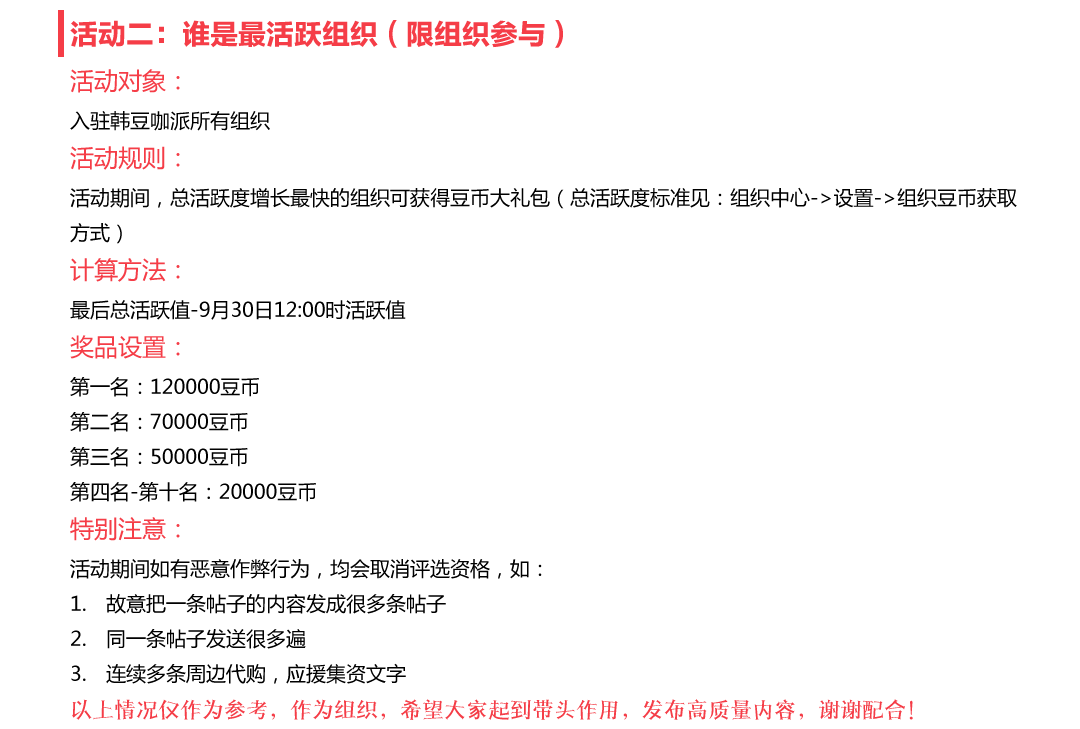 活动二：谁是最活跃组织（限组织参与）
活动对象：
入驻韩豆咖派所有组织
活动规则：
活动期间，总活跃度增长最快的组织可获得豆币大礼包（总活跃度标准见：组织中心->设置->组织豆币获取
方式）
计算方法：
最后总活跃值-9月30日12:00时活跃值
奖品设置：
第一名：120000豆币
第二名：70000豆币
第三名：50000豆币
第四名-第十名：20000豆币
特别注意：
活动期间如有恶意作弊行为，均会取消评选资格，如：
1. 故意把一条帖子的内容发成很多条帖子
2. 同一条帖子发送很多遍
3. 连续多条周边代购，应援集资文字
以上情况仅作为参考，作为组织，希望大家起到带头作用，发布高质量内容，谢谢配合！